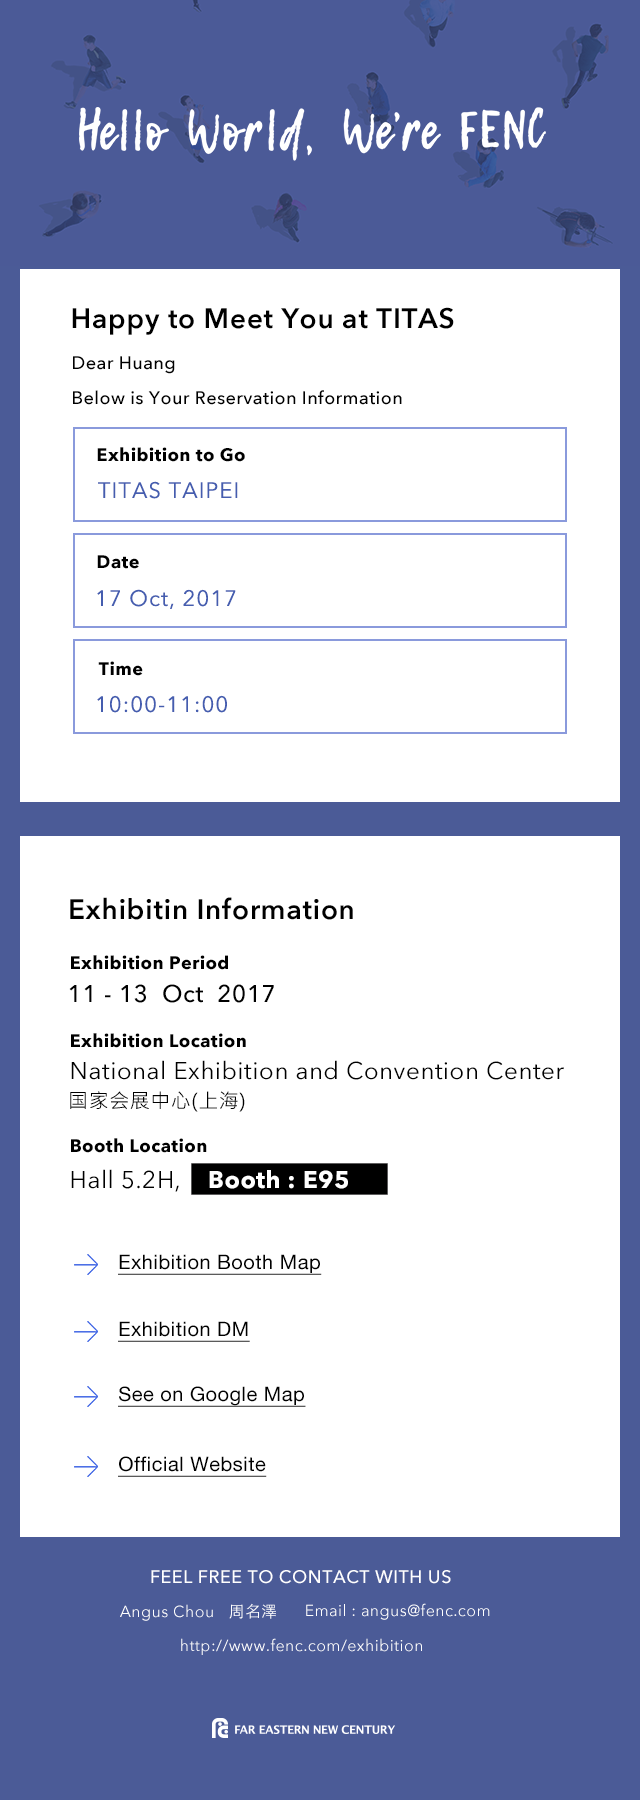 Hello World, We're FENC
Happy to Meet You at TITAS
Dear Huang
Below is Your Reservation Information
Exhibition to Go
TITAS TAIPEI
Date
17 Oct, 2017
Time
10:00-11:00
Exhibitin Information
Exhibition Period
11 - 13 Oct 2017
Exhibition Location
National Exhibition and Convention Center
国家会展中心(上海)
Booth Location
Hall 5.2H, Booth : E95
Exhibition Booth Map
Exhibition DM
See on Google Map
Official Website
FEEL FREE TO CONTACT WITH US
Angus Chou 周名澤 Email : angus@fenc.com
http://www.fenc.com/exhibition
FAR EASTERN NEW CENTURY